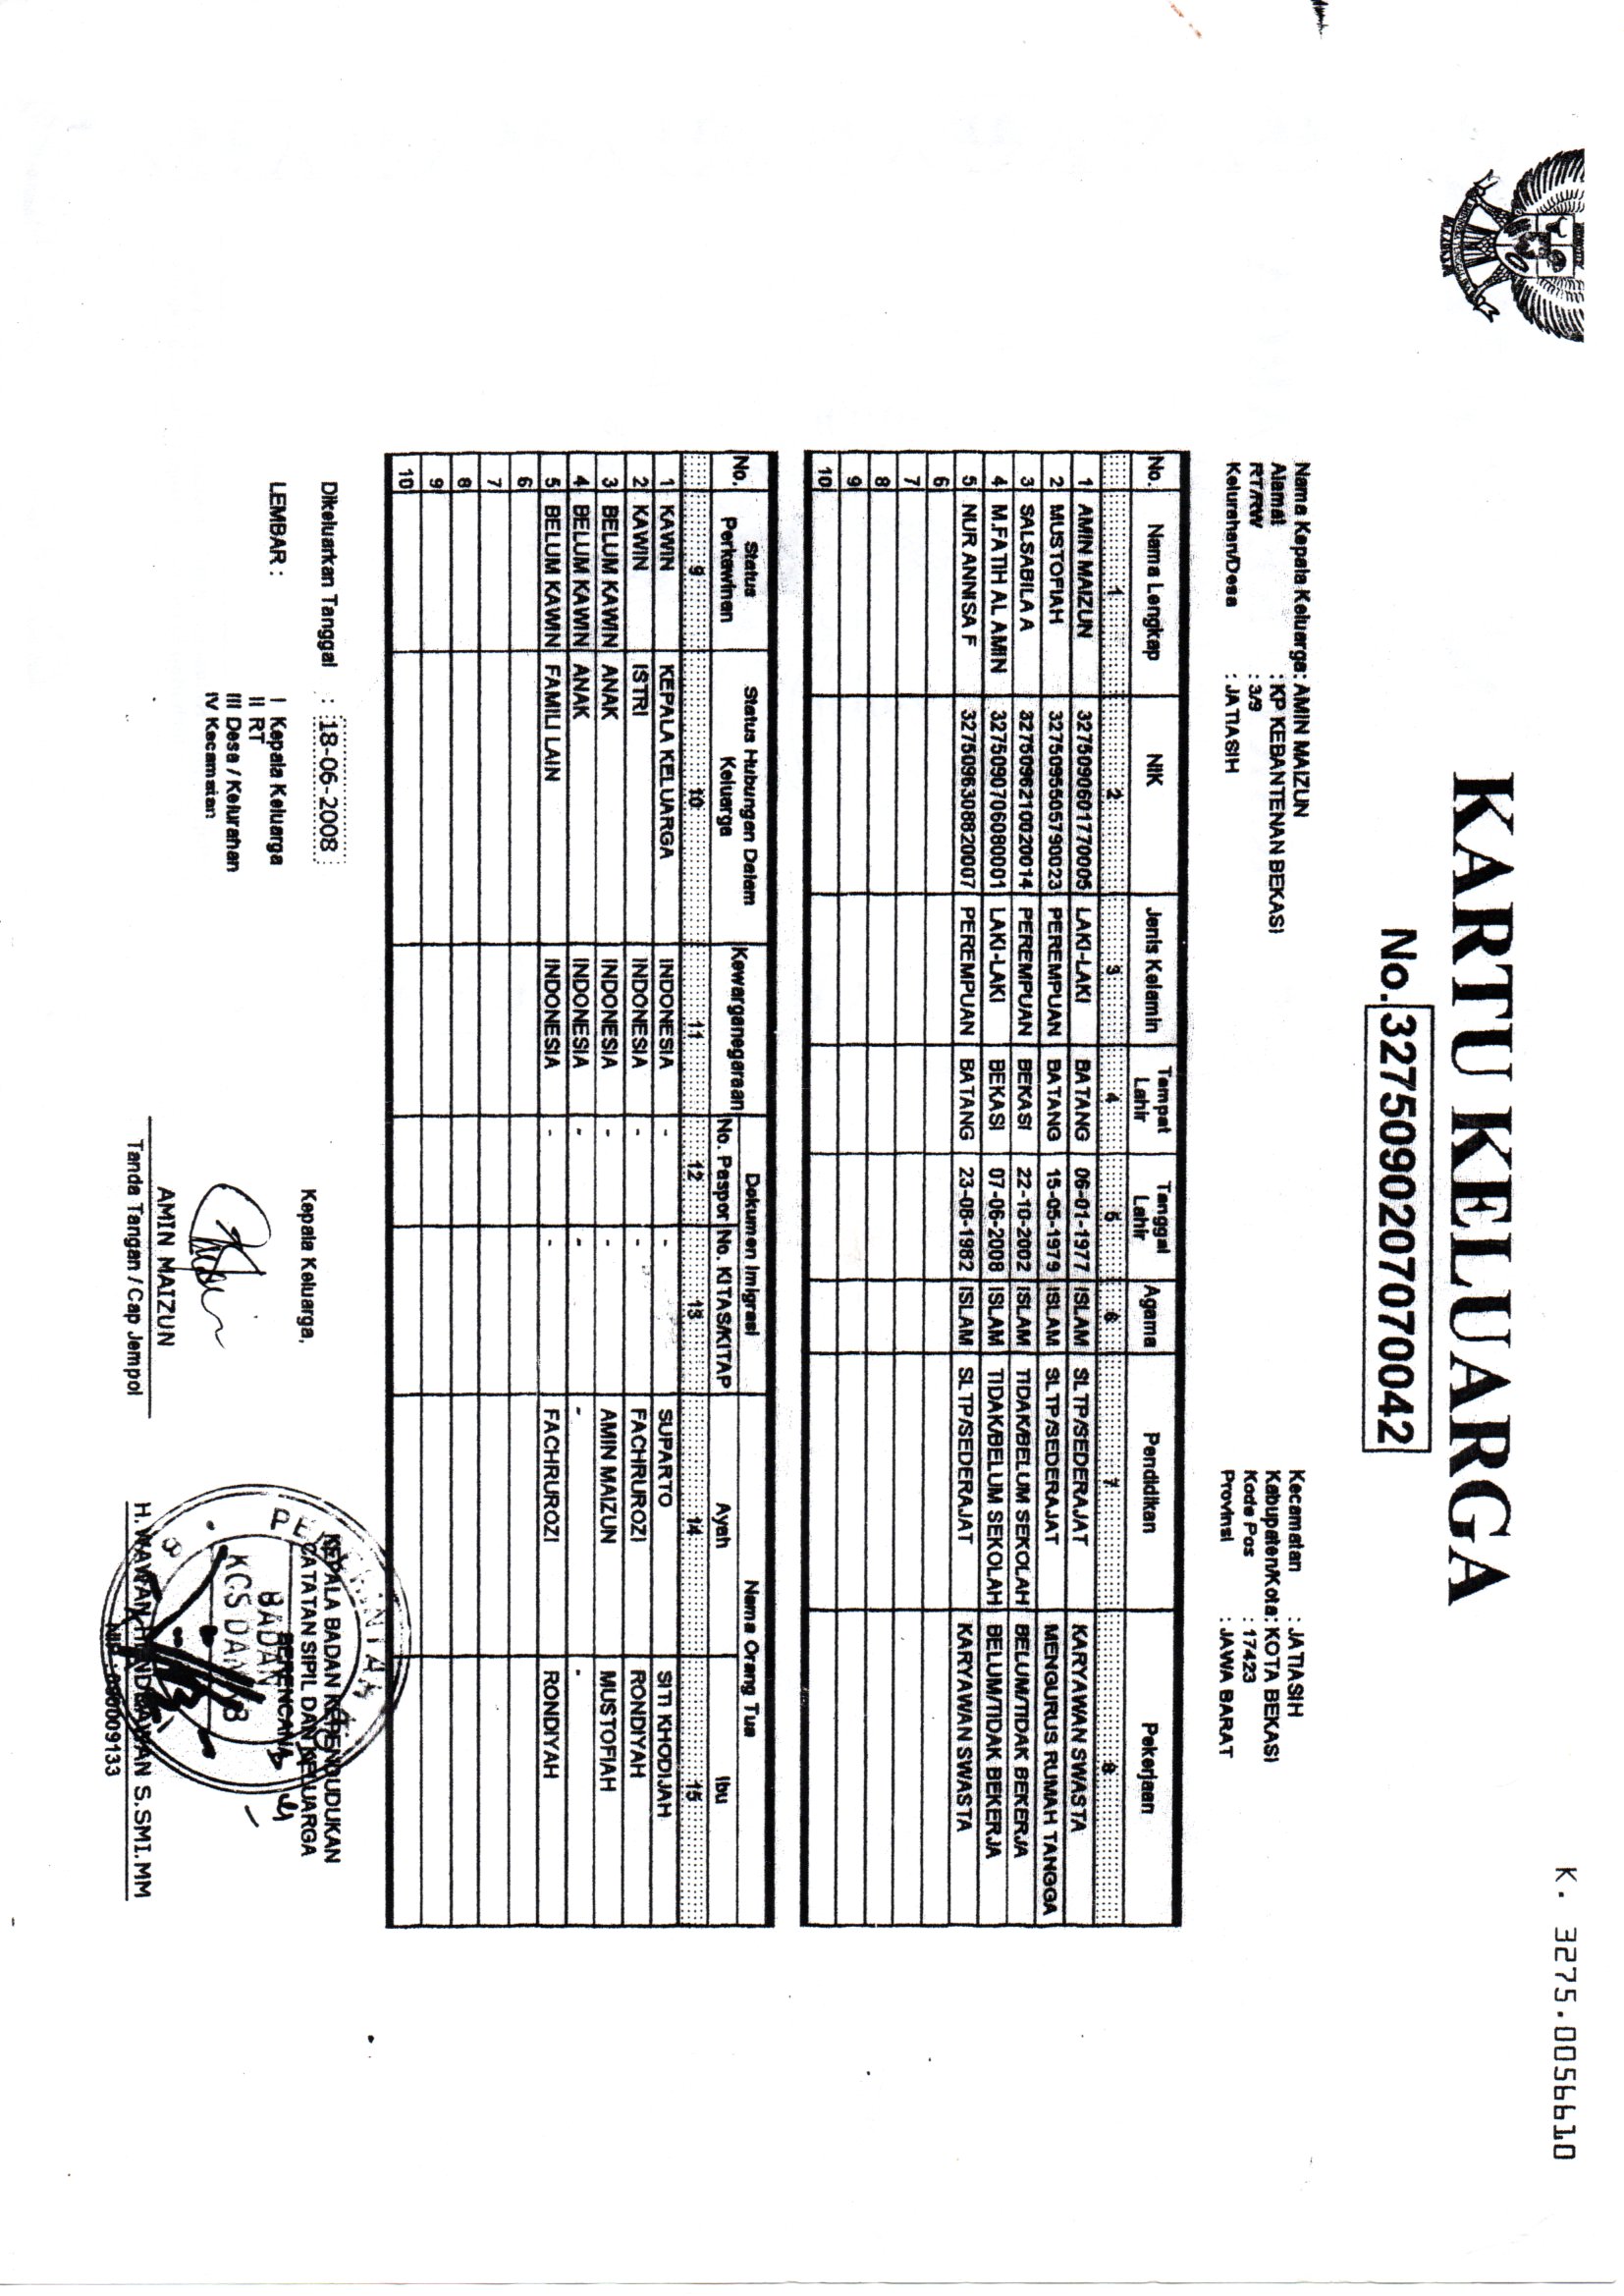 K. 3275.0056610
KARTU KELUARGA
No. 3275090207070042
Nama Kepala Keluarga: AMIN MAIZUN
Alamat : KP KEBANTENAN BEKASI
RT/RW : 3/9
Kelurahan/Desa : JATIASIH
Kecamatan : JATIASIH
Kabupaten/Kota: KOTA BEKASI
Kode Pos : 17423
Provinsi : JAWA BARAT
No. Nama Lengkap NIK Jenis Kelamin Tempat Lahir Tanggal Lahir Agama Pendidikan Pekerjaan
1 2 3 4 5 6 7 8
1 AMIN MAIZUN 3275090601770005 LAKI-LAKI BATANG 06-01-1977 ISLAM SLTP/SEDERAJAT KARYAWAN SWASTA
2 MUSTOFIAH 3275095505790023 PEREMPUAN BATANG 15-05-1979 ISLAM SLTP/SEDERAJAT MENGURUS RUMAH TANGGA
3 SALSABILA A 3275096210020014 PEREMPUAN BEKASI 22-10-2002 ISLAM TIDAK/BELUM SEKOLAH BELUM/TIDAK BEKERJA
4 M.FATIH AL AMIN 3275090706080001 LAKI-LAKI BEKASI 07-06-2008 ISLAM TIDAK/BELUM SEKOLAH BELUM/TIDAK BEKERJA
5 NUR ANNISA F 3275096308820007 PEREMPUAN BATANG 23-08-1982 ISLAM SLTP/SEDERAJAT KARYAWAN SWASTA
6
7
8
9
10
No. Status Perkawinan Status Hubungan Dalam Keluarga Kewarganegaraan Dokumen Imigrasi Nama Orang Tua
No. Paspor No. KITAS/KITAP Ayah Ibu
9 10 11 12 13 14 15
1 KAWIN KEPALA KELUARGA INDONESIA - - SUPARTO SITI KHODIJAH
2 KAWIN ISTRI INDONESIA - - FACHRUROZI RONDIYAH
3 BELUM KAWIN ANAK INDONESIA - - AMIN MAIZUN MUSTOFIAH
4 BELUM KAWIN ANAK INDONESIA - - - -
5 BELUM KAWIN FAMILI LAIN INDONESIA - - FACHRUROZI RONDIYAH
6
7
8
9
10
Dikeluarkan Tanggal : 18-06-2008
LEMBAR :
I Kepala Keluarga
II RT
III Desa / Kelurahan
IV Kecamatan
Kepala Keluarga,
AMIN MAIZUN
Tanda Tangan / Cap Jempol
KEPALA BADAN KEPENDUDUKAN
CATATAN SIPIL DAN KELUARGA
BERENCANA
PEMERINTAH KOTA
BADAN
KCS DAN KB
H.WAWAN HENDRAWAN S.SMI.MM
NIP : 090009133